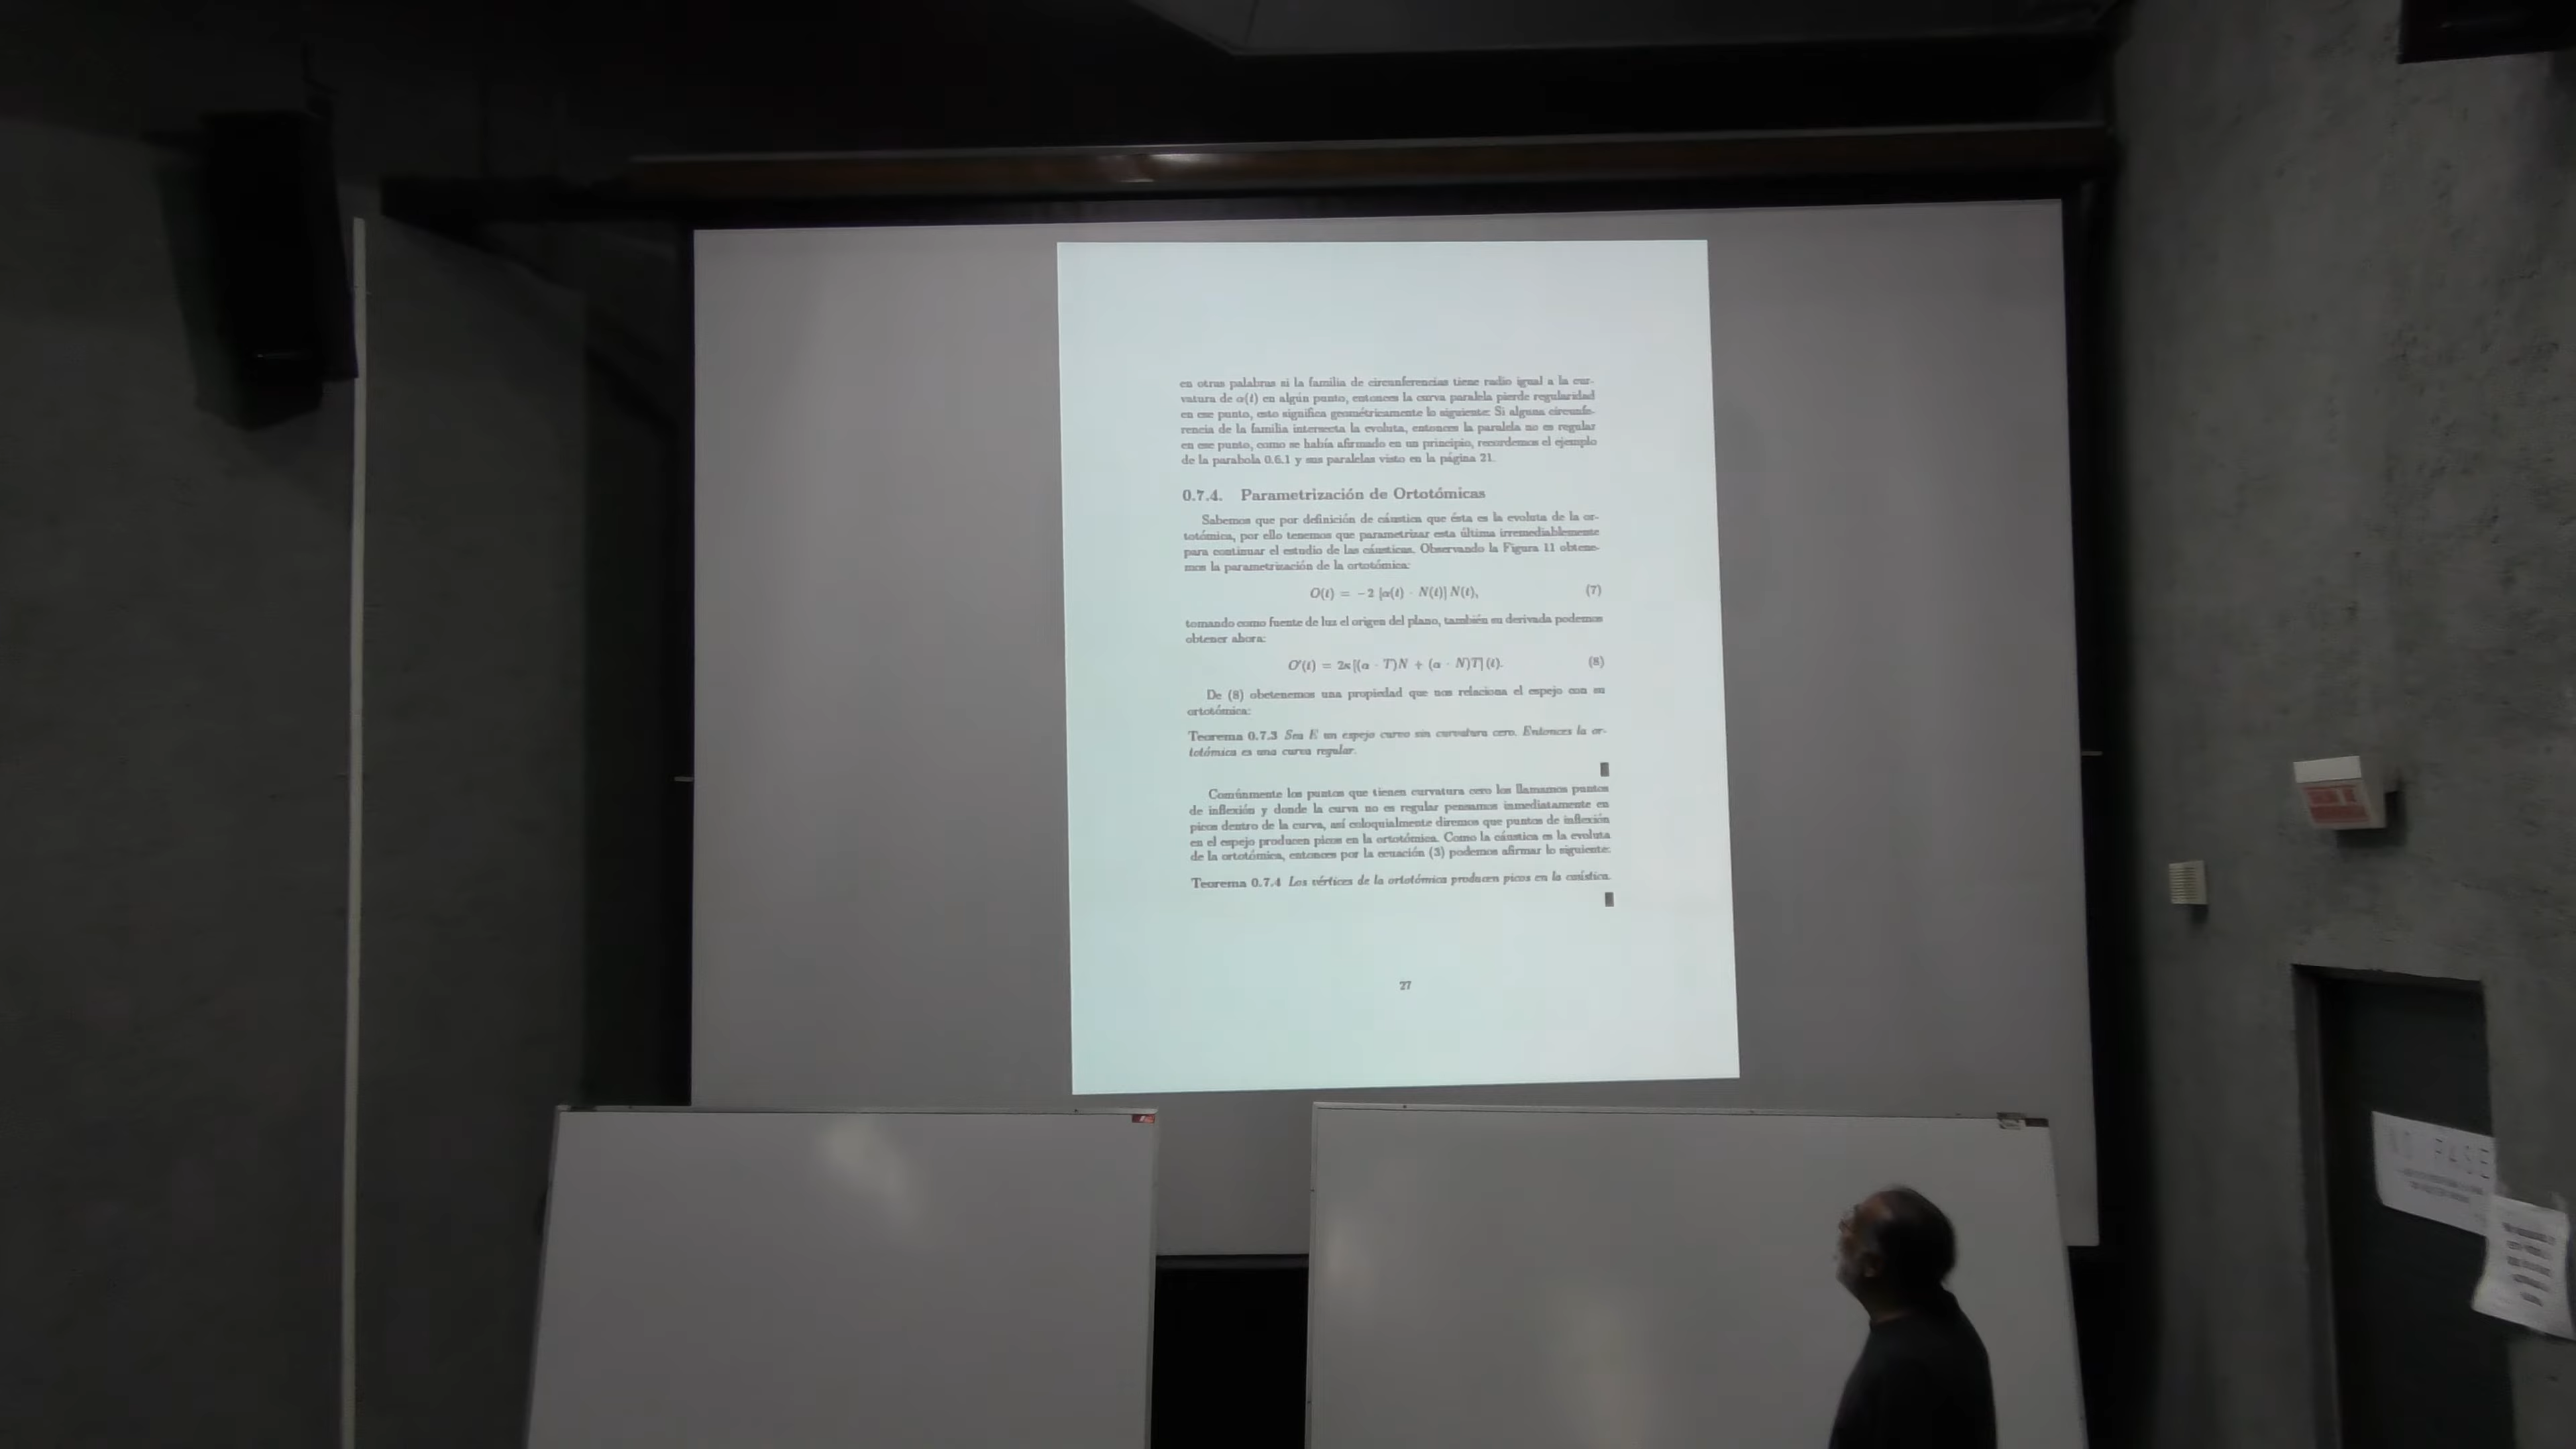 en otras palabras si la familia de circunferencias tiene radio igual a la cur-
vatura de α(t) en algún punto, entonces la curva paralela pierde regularidad
en ese punto, esto significa geométricamente lo siguiente: Si alguna circunfe-
rencia de la familia intersecta la evoluta, entonces la paralela no es regular
en ese punto, como se había afirmado en un principio, recordemos el ejemplo
de la parabola 0.6.1 y sus paralelas visto en la página 21.
0.7.4. Parametrización de Ortotómicas
Sabemos que por definición de cáustica que ésta es la evoluta de la or-
totómica, por ello tenemos que parametrizar esta última irremediablemente
para continuar el estudio de las cáusticas. Observando la Figura 11 obtene-
mos la parametrización de la ortotómica:
O(t) = −2 [α(t) · N(t)] N(t), (7)
tomando como fuente de luz el origen del plano, también su derivada podemos
obtener ahora:
O′(t) = 2κ [(α · T)N + (α · N)T] (t). (8)
De (8) obetenemos una propiedad que nos relaciona el espejo con su
ortotómica:
Teorema 0.7.3 Sea E un espejo curvo sin curvatura cero. Entonces la or-
totómica es una curva regular.
Comúnmente los puntos que tienen curvatura cero los llamamos puntos
de inflexión y donde la curva no es regular pensamos inmediatamente en
picos dentro de la curva, así coloquialmente diremos que puntos de inflexión
en el espejo producen picos en la ortotómica. Como la cáustica es la evoluta
de la ortotómica, entonces por la ecuación (3) podemos afirmar lo siguiente:
Teorema 0.7.4 Los vértices de la ortotómica producen picos en la caústica.
27